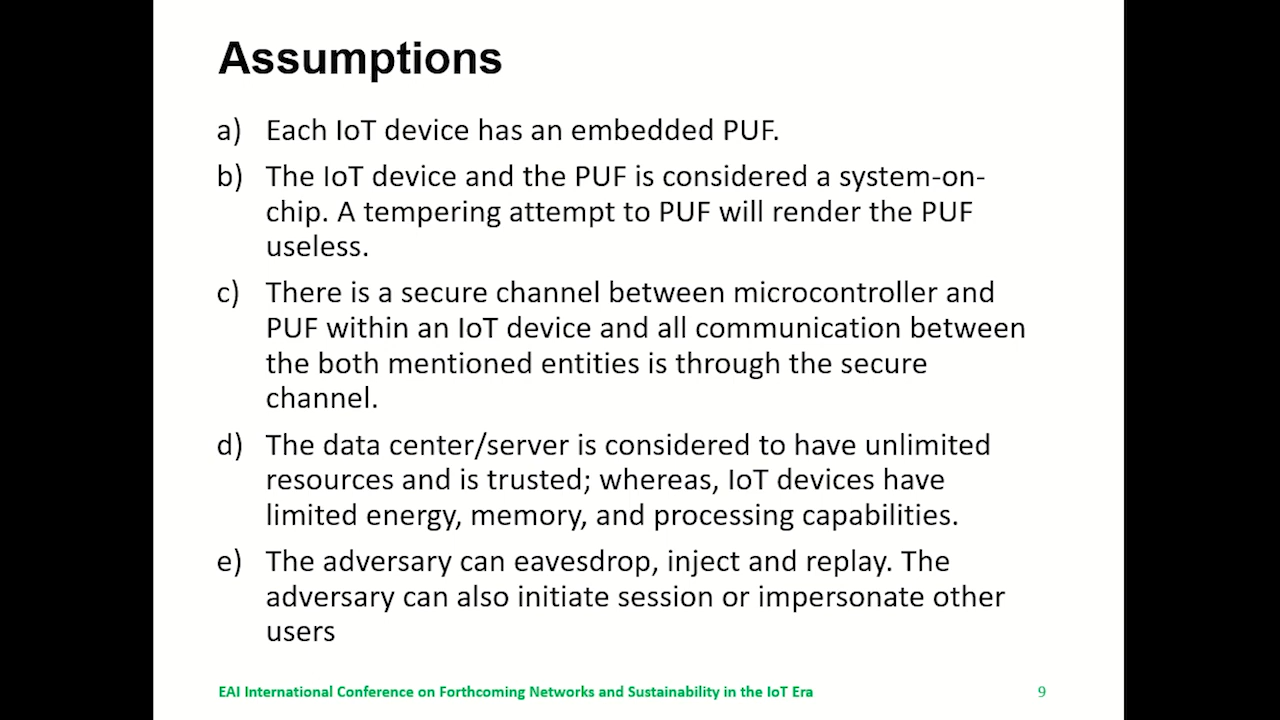 Assumptions
a) Each IoT device has an embedded PUF.
b) The IoT device and the PUF is considered a system-on-
chip. A tempering attempt to PUF will render the PUF
useless.
c) There is a secure channel between microcontroller and
PUF within an IoT device and all communication between
the both mentioned entities is through the secure
channel.
d) The data center/server is considered to have unlimited
resources and is trusted; whereas, IoT devices have
limited energy, memory, and processing capabilities.
e) The adversary can eavesdrop, inject and replay. The
adversary can also initiate session or impersonate other
users
EAI International Conference on Forthcoming Networks and Sustainability in the IoT Era 9